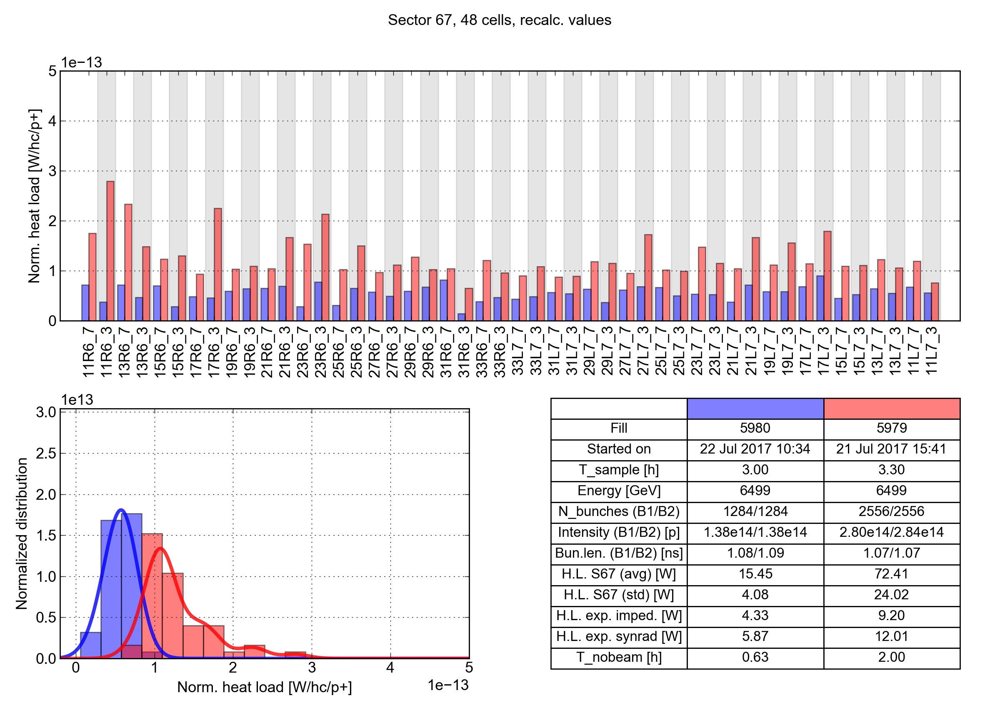 Sector 67, 48 cells, recalc. values
1e−13
5
4
3
2
1
0
Norm. heat load [W/hc/p+]
11R6_7 11R6_3 13R6_7 13R6_3 15R6_7 15R6_3 17R6_7 17R6_3 19R6_7 19R6_3 21R6_7 21R6_3 23R6_7 23R6_3 25R6_7 25R6_3 27R6_7 27R6_3 29R6_7 29R6_3 31R6_7 31R6_3 33R6_7 33R6_3 33L7_7 33L7_3 31L7_7 31L7_3 29L7_7 29L7_3 27L7_7 27L7_3 25L7_7 25L7_3 23L7_7 23L7_3 21L7_7 21L7_3 19L7_7 19L7_3 17L7_7 17L7_3 15L7_7 15L7_3 13L7_7 13L7_3 11L7_7 11L7_3
1e13
3.0
2.5
2.0
1.5
1.0
0.5
0.0
Normalized distribution
0 1 2 3 4 5
1e−13
Norm. heat load [W/hc/p+]
Fill 5980 5979
Started on 22 Jul 2017 10:34 21 Jul 2017 15:41
T_sample [h] 3.00 3.30
Energy [GeV] 6499 6499
N_bunches (B1/B2) 1284/1284 2556/2556
Intensity (B1/B2) [p] 1.38e14/1.38e14 2.80e14/2.84e14
Bun.len. (B1/B2) [ns] 1.08/1.09 1.07/1.07
H.L. S67 (avg) [W] 15.45 72.41
H.L. S67 (std) [W] 4.08 24.02
H.L. exp. imped. [W] 4.33 9.20
H.L. exp. synrad [W] 5.87 12.01
T_nobeam [h] 0.63 2.00